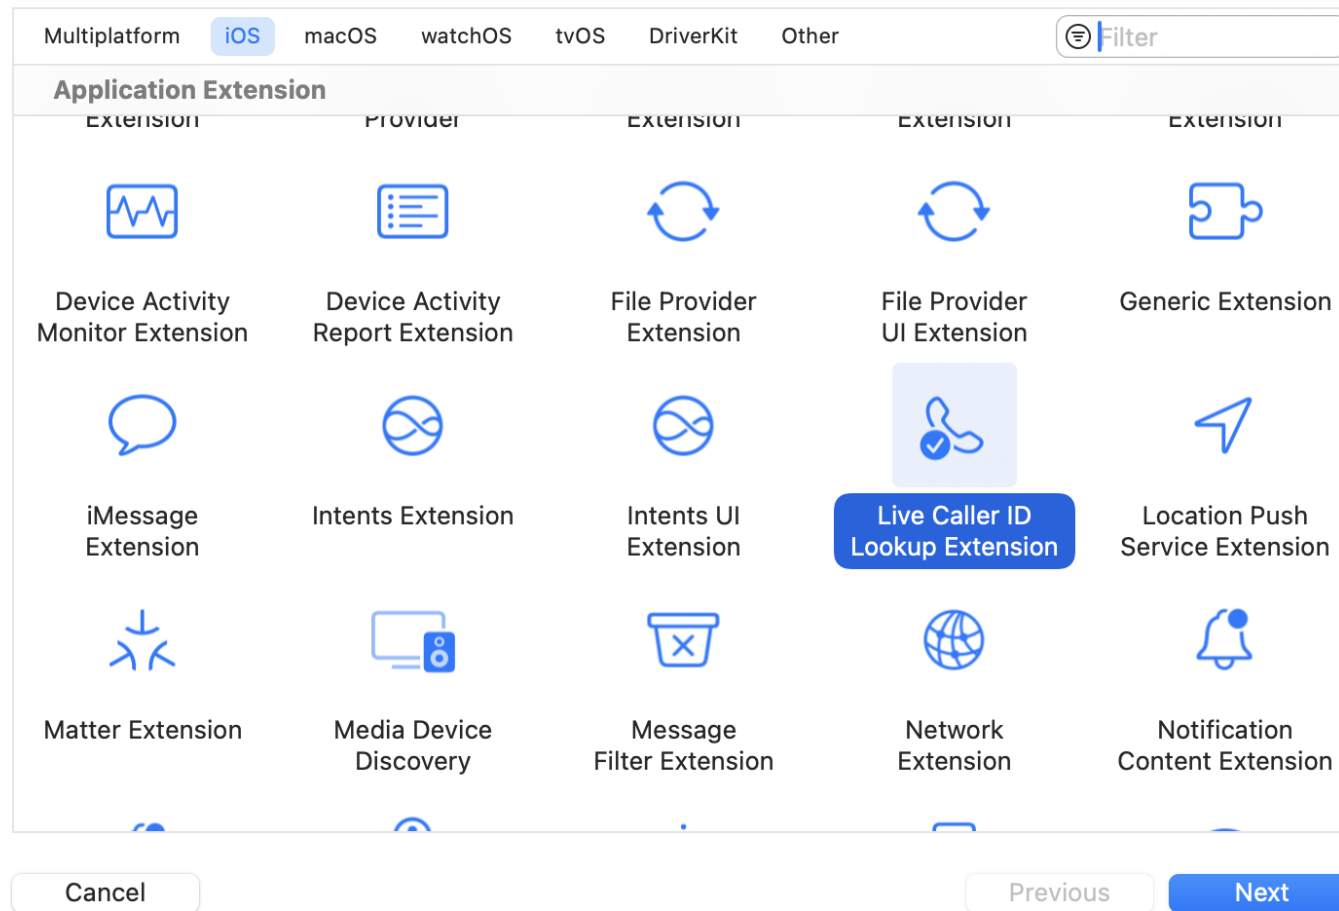 Multiplatform iOS macOS watchOS tvOS DriverKit Other Filter
Application Extension
Extension Provider Extension Extension Extension
Device Activity Device Activity File Provider File Provider Generic Extension
Monitor Extension Report Extension Extension UI Extension
iMessage Intents Extension Intents UI Live Caller ID Location Push
Extension Extension Lookup Extension Service Extension
Matter Extension Media Device Message Network Notification
Discovery Filter Extension Extension Content Extension
Cancel Previous Next